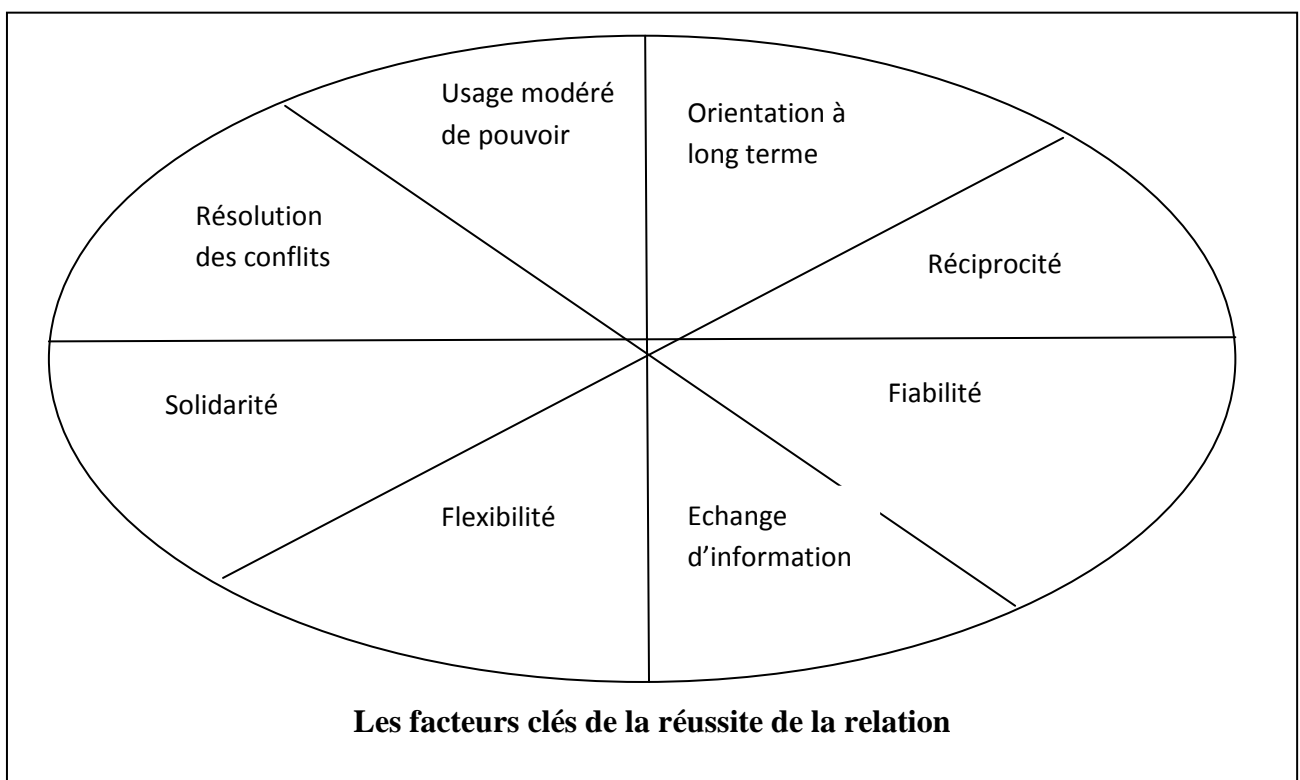 Usage modéré
de pouvoir
Orientation à
long terme
Résolution
des conflits
Réciprocité
Solidarité
Fiabilité
Flexibilité
Echange
d’information
Les facteurs clés de la réussite de la relation